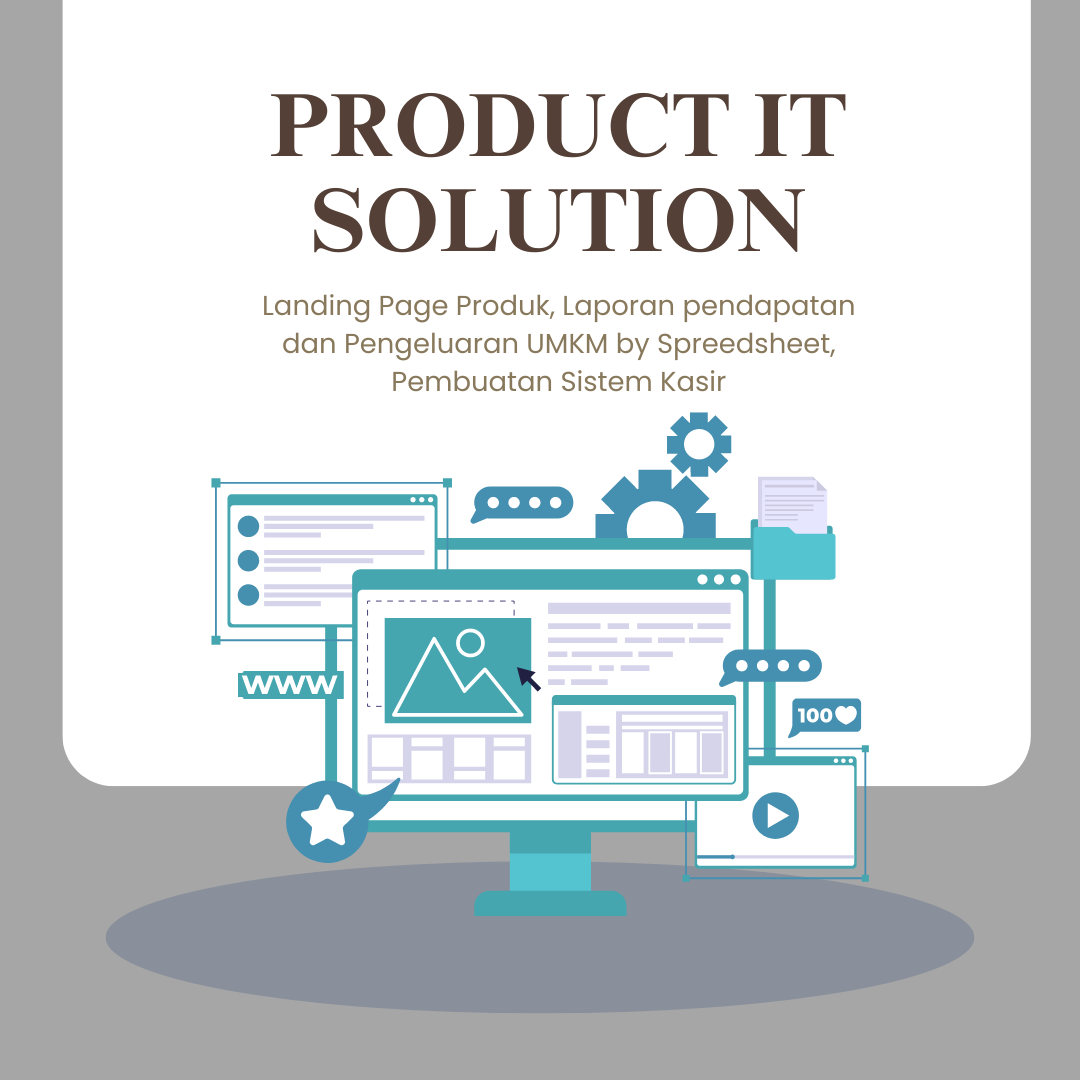 PRODUCT IT
SOLUTION
Landing Page Produk, Laporan pendapatan
dan Pengeluaran UMKM by Spreedsheet,
Pembuatan Sistem Kasir
WWW
100